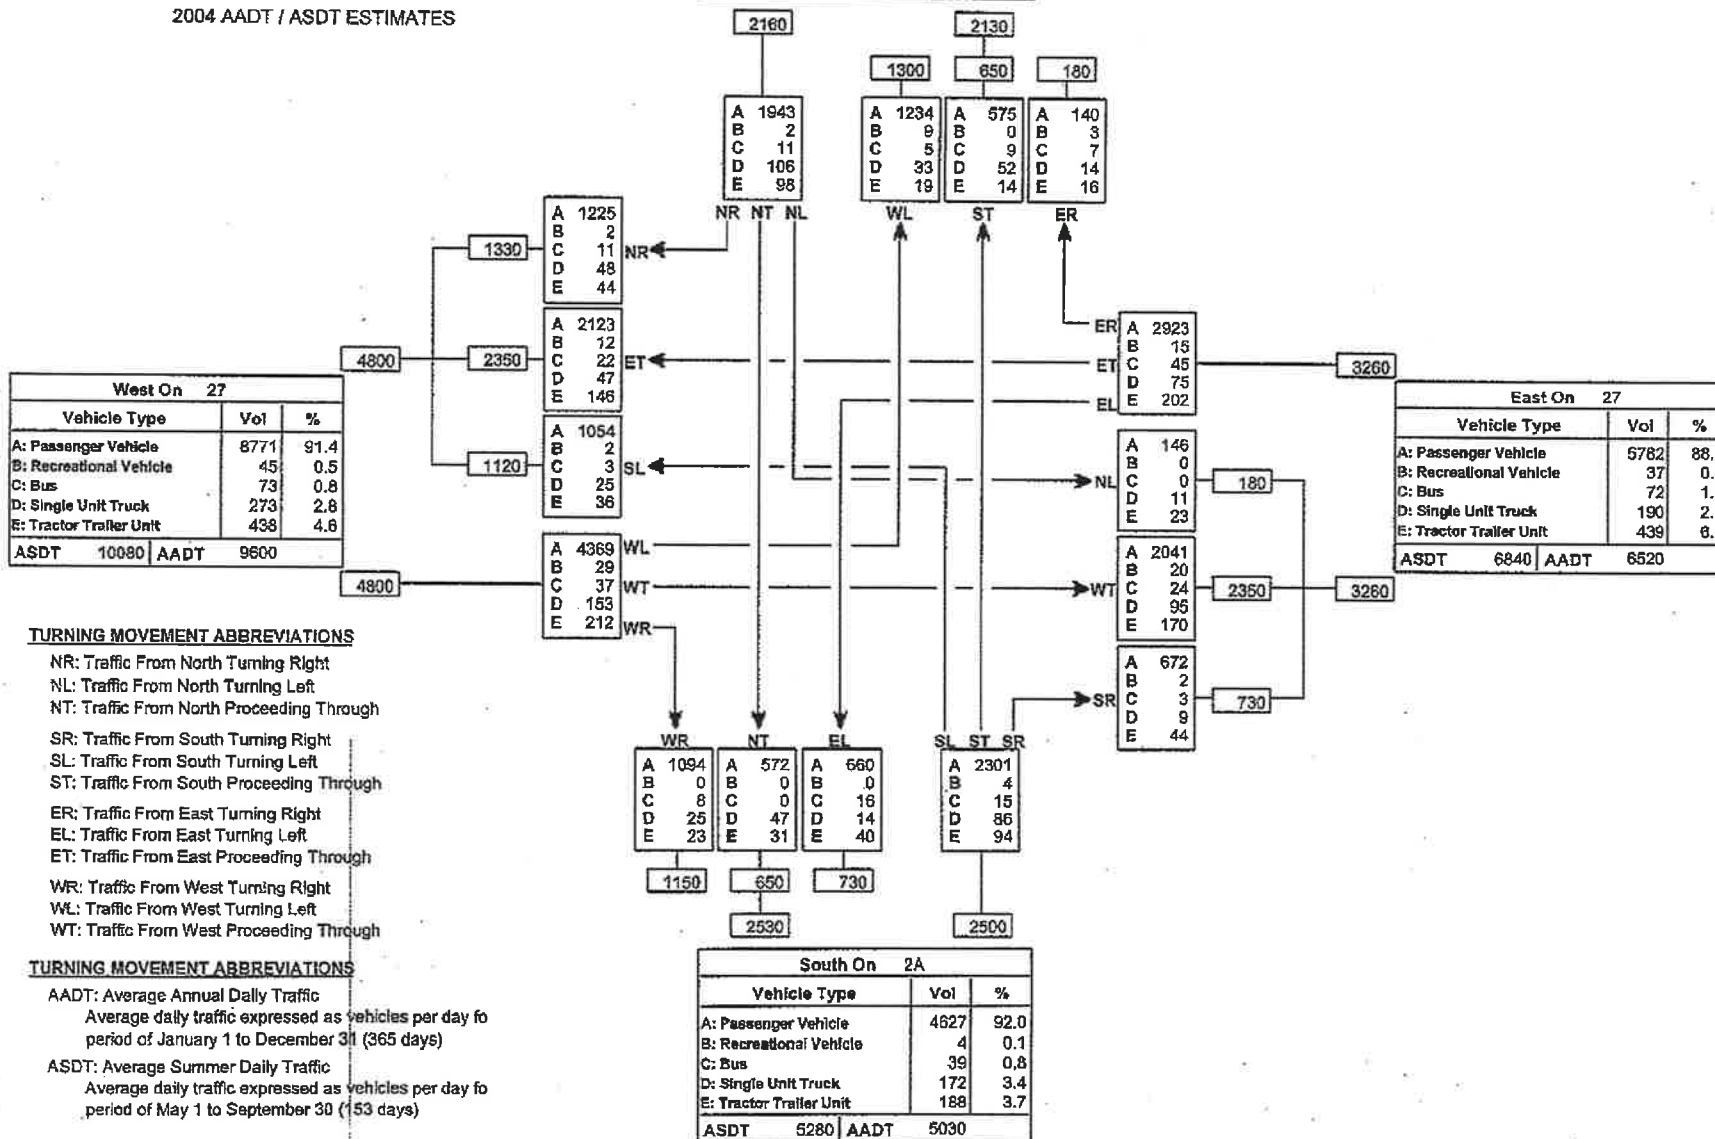 2004 AADT / ASDT ESTIMATES
2160
2130
1300
650
180
A 1943
B 2
C 11
D 106
E 98
A 1234
B 9
C 5
D 33
E 19
A 575
B 0
C 9
D 52
E 14
A 140
B 3
C 7
D 14
E 16
NR NT NL
WL
ST
ER
1330
A 1225
B 2
C 11
D 48
E 44
NR
4800
2350
A 2123
B 12
C 22
D 47
E 146
ET
1120
A 1054
B 2
C 3
D 25
E 36
SL
4800
A 4369
B 29
C 37
D 153
E 212
WL
WT
WR
ER
ET
EL
A 2923
B 15
C 45
D 75
E 202
3260
NL
A 146
B 0
C 0
D 11
E 23
180
WT
A 2041
B 20
C 24
D 95
E 170
2350
3260
SR
A 672
B 2
C 3
D 9
E 44
730
West On 27
Vehicle Type Vol %
A: Passenger Vehicle 8771 91.4
B: Recreational Vehicle 45 0.5
C: Bus 73 0.8
D: Single Unit Truck 273 2.8
E: Tractor Trailer Unit 438 4.6
ASDT 10080 AADT 9600
East On 27
Vehicle Type Vol %
A: Passenger Vehicle 5782 88.
B: Recreational Vehicle 37 0.
C: Bus 72 1.
D: Single Unit Truck 190 2.
E: Tractor Trailer Unit 439 6.
ASDT 6840 AADT 6520
TURNING MOVEMENT ABBREVIATIONS
NR: Traffic From North Turning Right
NL: Traffic From North Turning Left
NT: Traffic From North Proceeding Through
SR: Traffic From South Turning Right
SL: Traffic From South Turning Left
ST: Traffic From South Proceeding Through
ER: Traffic From East Turning Right
EL: Traffic From East Turning Left
ET: Traffic From East Proceeding Through
WR: Traffic From West Turning Right
WL: Traffic From West Turning Left
WT: Traffic From West Proceeding Through
TURNING MOVEMENT ABBREVIATIONS
AADT: Average Annual Daily Traffic
Average daily traffic expressed as vehicles per day fo
period of January 1 to December 31 (365 days)
ASDT: Average Summer Daily Traffic
Average daily traffic expressed as vehicles per day fo
period of May 1 to September 30 (153 days)
WR
NT
EL
SL ST SR
A 1094
B 0
C 8
D 25
E 23
A 572
B 0
C 0
D 47
E 31
A 660
B 0
C 16
D 14
E 40
A 2301
B 4
C 15
D 86
E 94
1150
650
730
2530
2500
South On 2A
Vehicle Type Vol %
A: Passenger Vehicle 4627 92.0
B: Recreational Vehicle 4 0.1
C: Bus 39 0.8
D: Single Unit Truck 172 3.4
E: Tractor Trailer Unit 188 3.7
ASDT 5280 AADT 5030